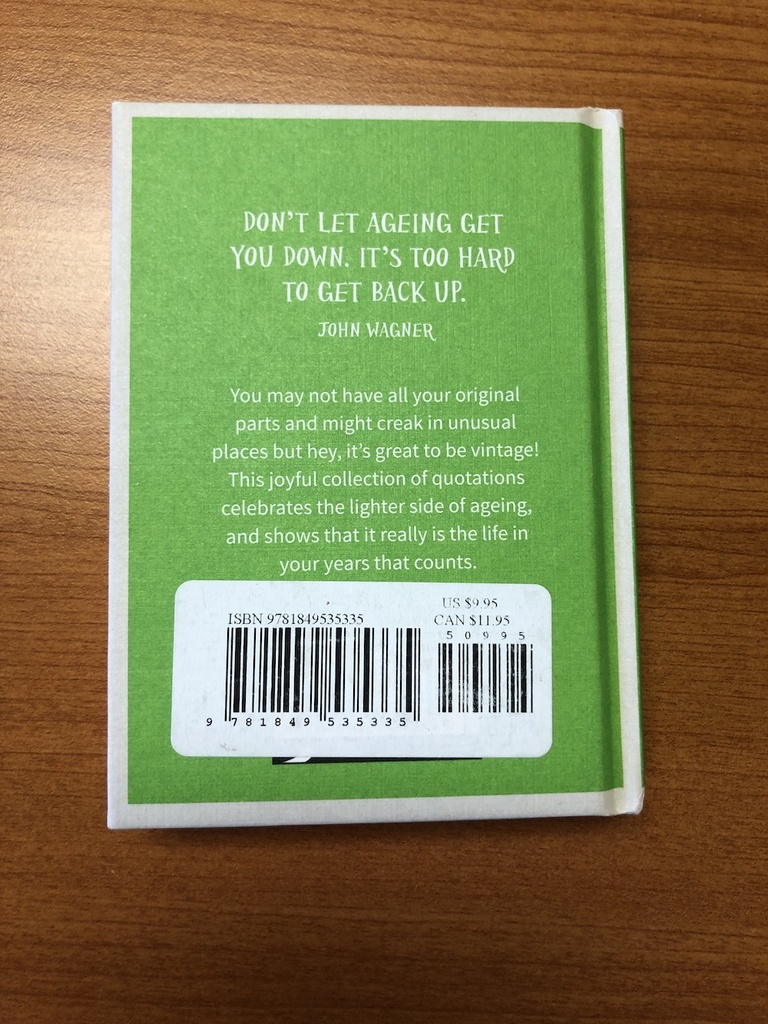 DON'T LET AGEING GET
YOU DOWN. IT'S TOO HARD
TO GET BACK UP.
JOHN WAGNER
You may not have all your original
parts and might creak in unusual
places but hey, it's great to be vintage!
This joyful collection of quotations
celebrates the lighter side of ageing,
and shows that it really is the life in
your years that counts.
US $9.95
ISBN 9781849535335 CAN $11.95
50995
9 781849 535335